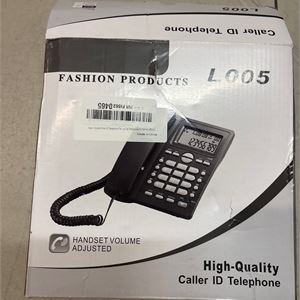 Caller ID Telephone
L005
FASHION PRODUCTS
L005
HANDSET VOLUME
ADJUSTED
High-Quality
Caller ID Telephone